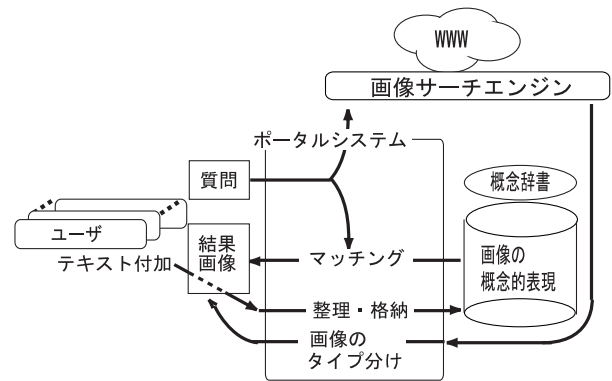 WWW
画像サーチエンジン
ポータルシステム
質問
概念辞書
ユーザ
結果
画像
マッチング
画像の
概念的表現
テキスト付加
整理・格納
画像の
タイプ分け